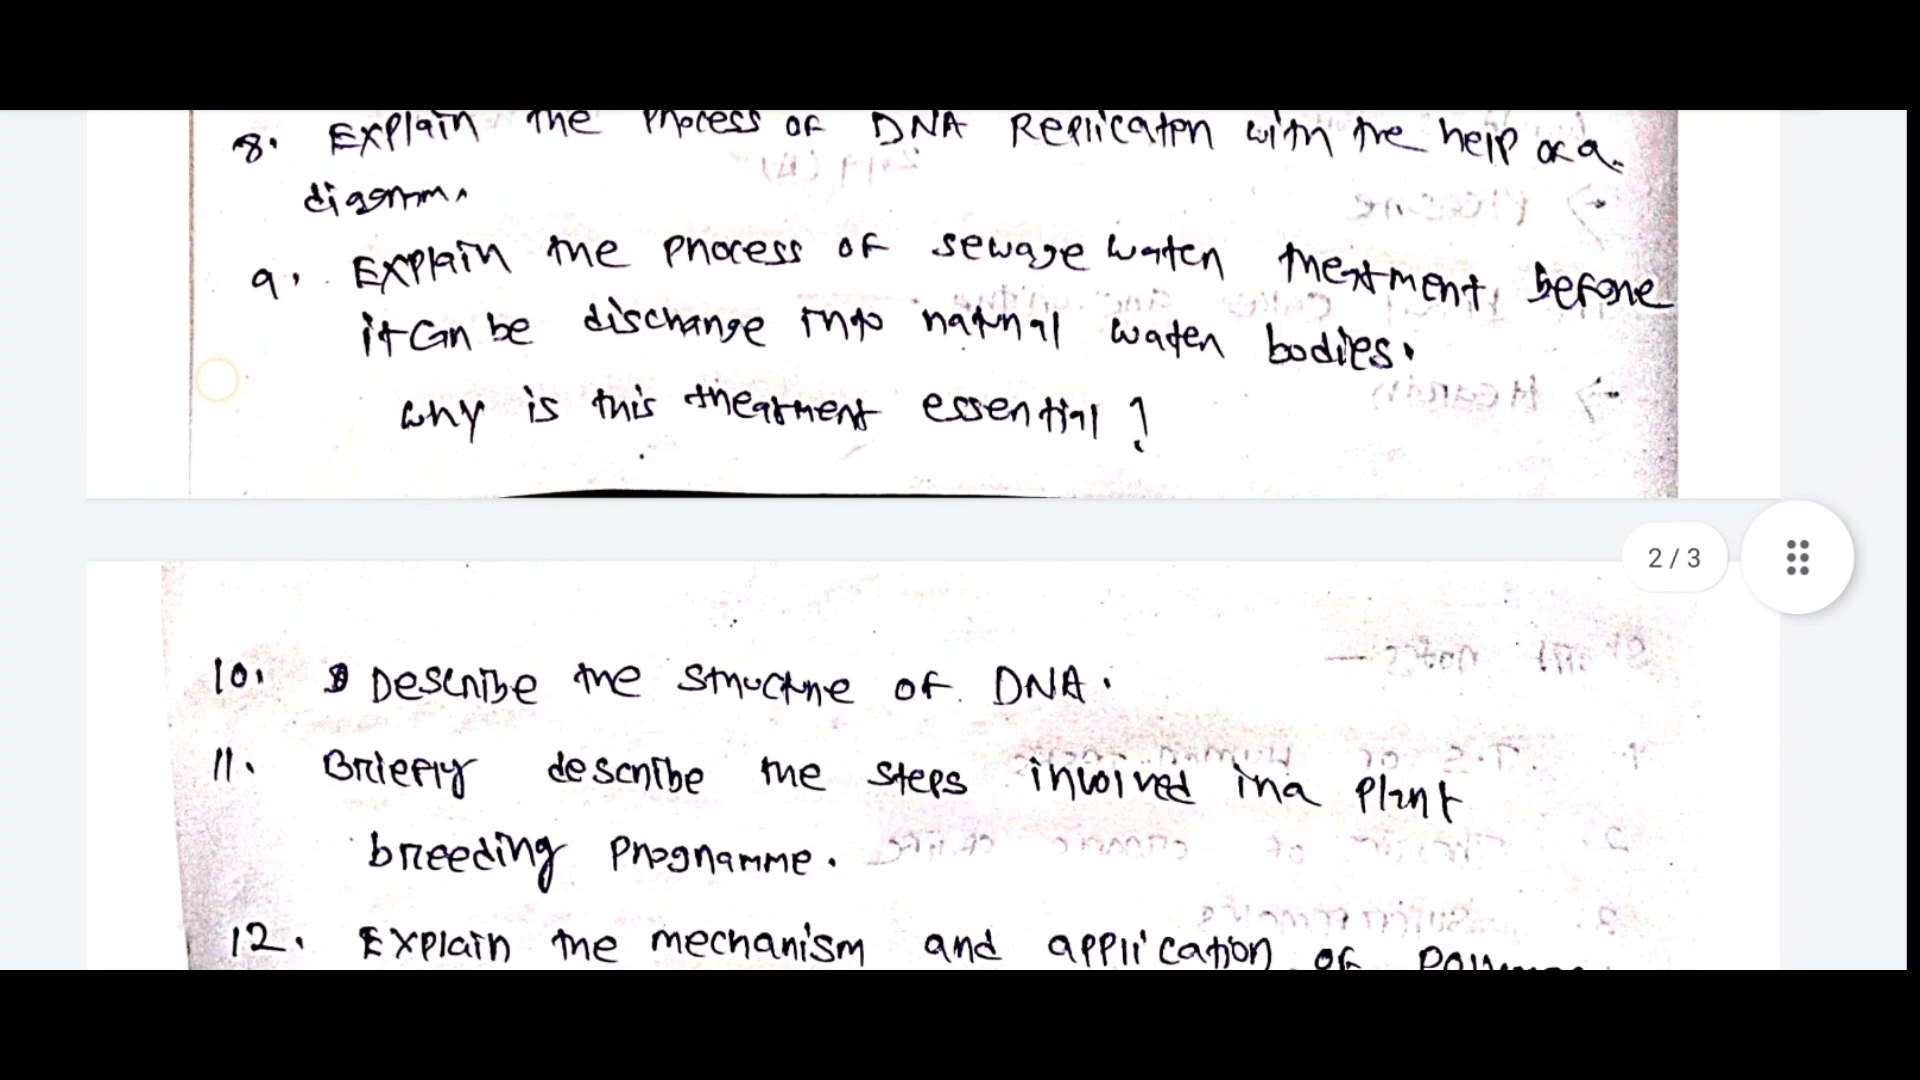 8. Explain the process of DNA Replication with the help of a
diagram.
9. Explain the process of sewage water treatment before
it can be discharge into natural water bodies.
why is this treatment essential?
2 / 3
10. Describe the structure of DNA.
11. Briefly describe the steps involved in a plant
breeding programme.
12. Explain the mechanism and application of